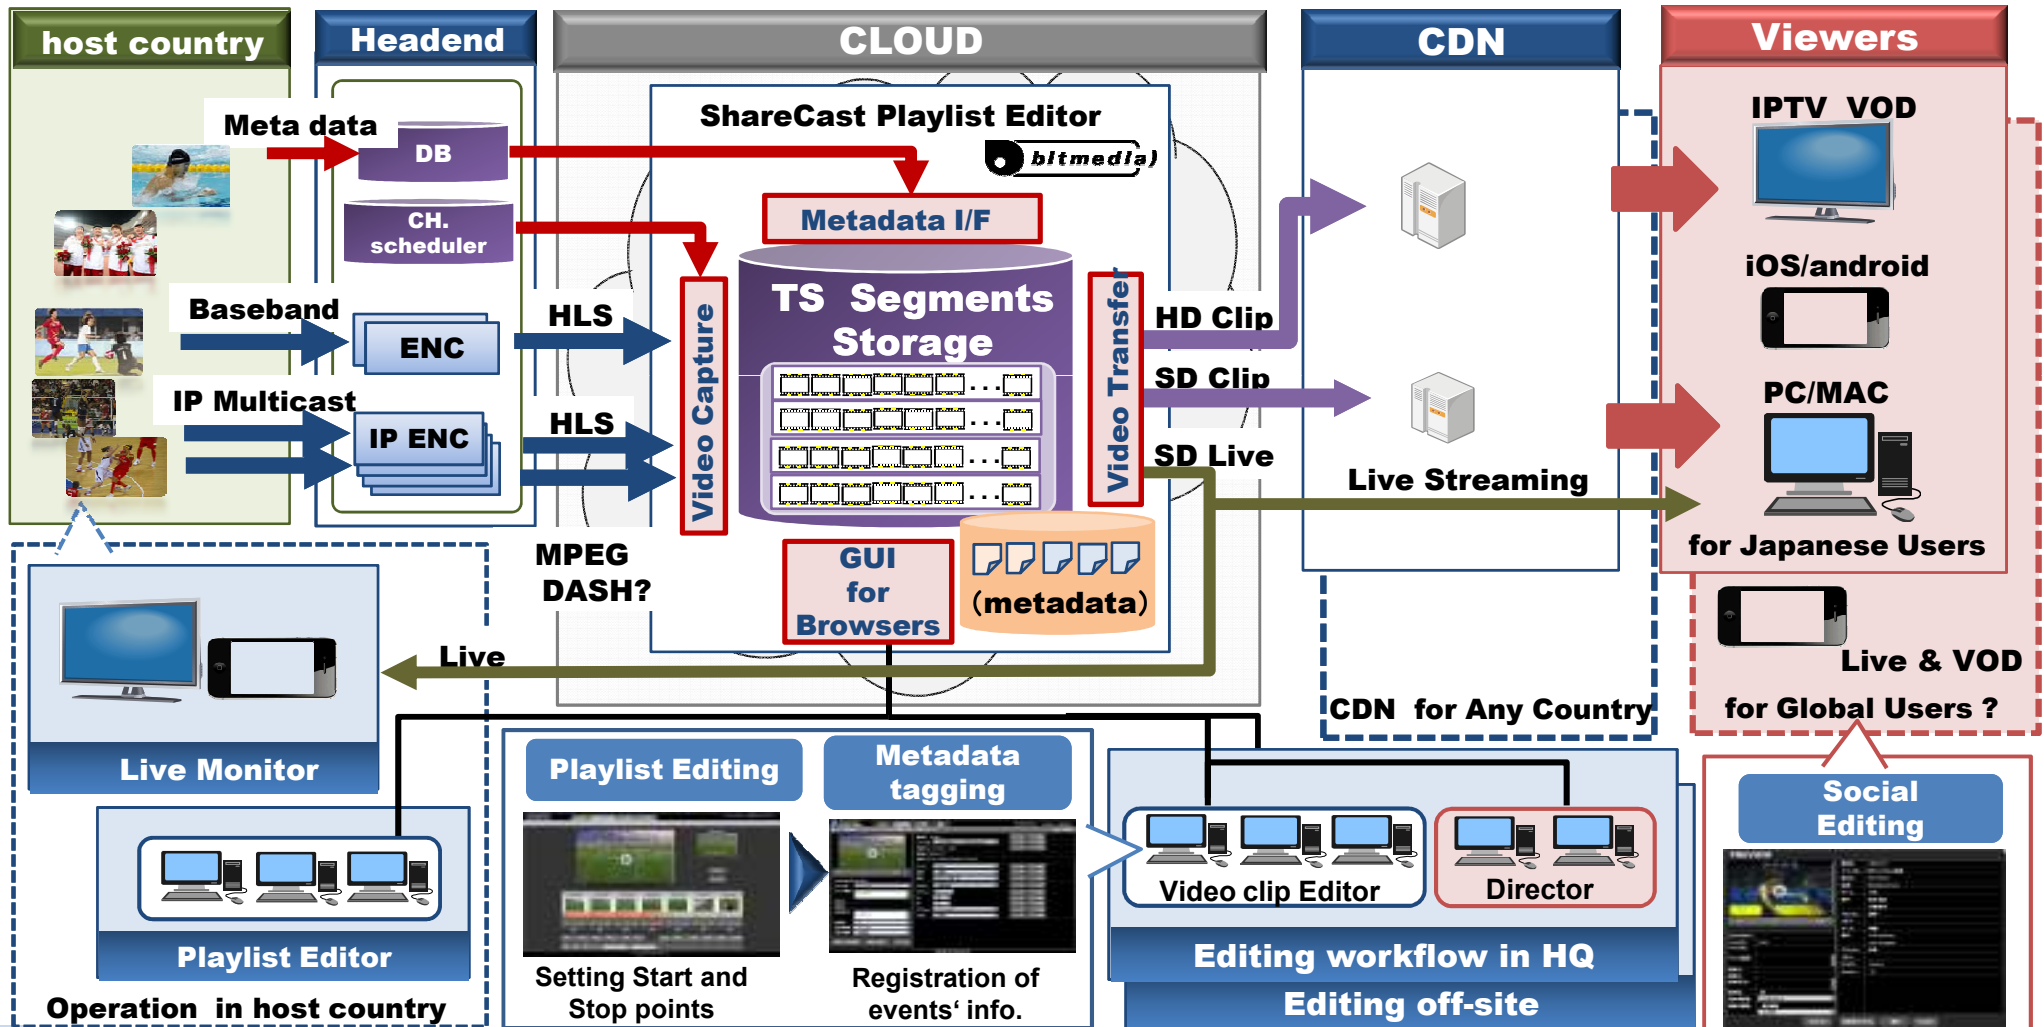 host country
Headend
CLOUD
CDN
Viewers
Meta data
DB
CH.
scheduler
Baseband
ENC
IP Multicast
IP ENC
HLS
HLS
MPEG
DASH?
ShareCast Playlist Editor
bitmedia
Metadata I/F
Video Capture
TS Segments
Storage
...
...
...
...
Video Transfer
GUI
for
Browsers
(metadata)
HD Clip
SD Clip
SD Live
Live Streaming
IPTV VOD
iOS/android
PC/MAC
for Japanese Users
Live & VOD
for Global Users ?
CDN for Any Country
Live
Live Monitor
Playlist Editor
Operation in host country
Playlist Editing
Metadata
tagging
Setting Start and
Stop points
Registration of
events' info.
Video clip Editor
Director
Editing workflow in HQ
Editing off-site
Social
Editing